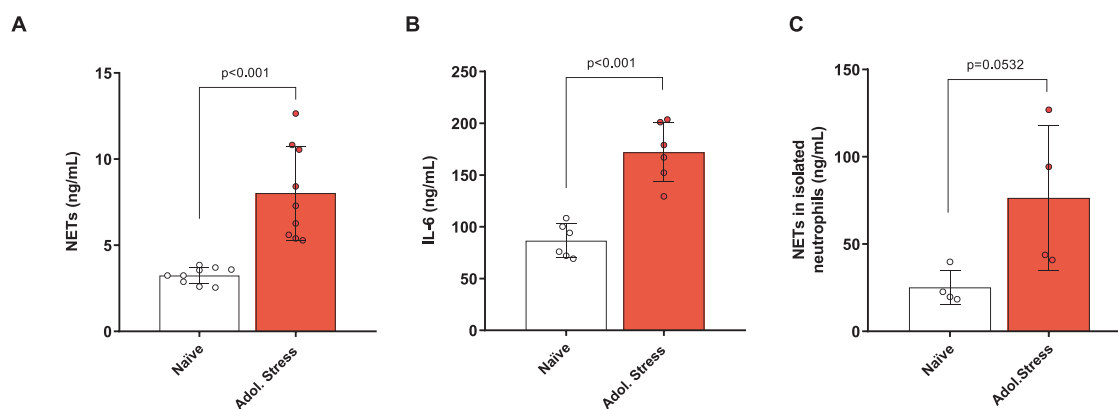 A
NETs (ng/mL)
15
10
5
0
p<0.001
Naïve
Adol. Stress
B
IL-6 (ng/mL)
250
200
150
100
50
0
p<0.001
Naïve
Adol. Stress
C
NETs in isolated
neutrophils (ng/mL)
150
100
50
0
p=0.0532
Naïve
Adol.Stress